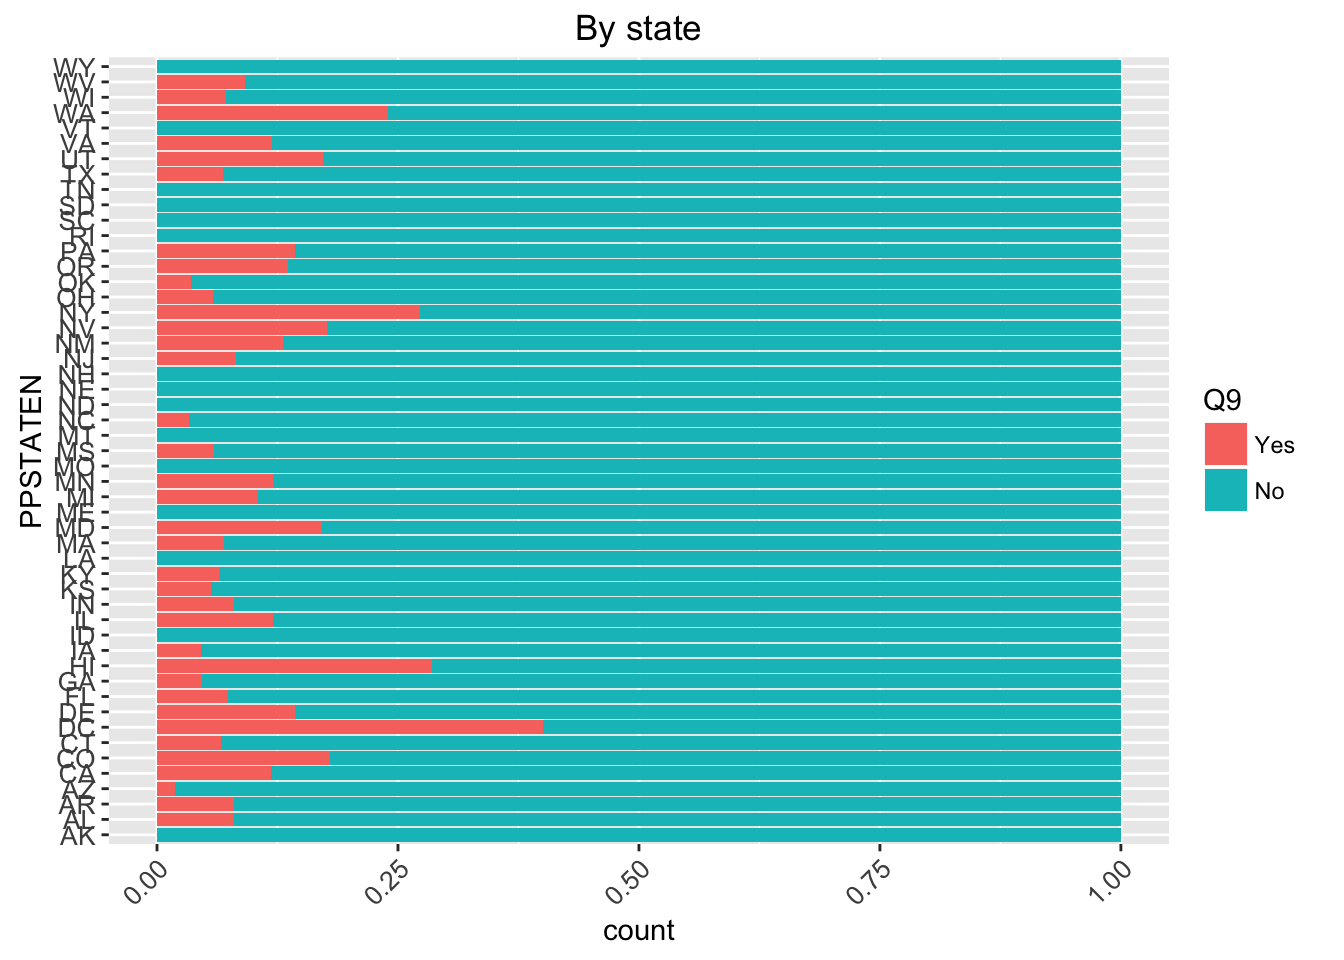 By state
PPSTATEN
WY
WV
WI
WA
VT
VA
UT
TX
TN
SD
SC
RI
PA
OR
OK
OH
NY
NV
NM
NJ
NH
NE
ND
NC
MT
MS
MO
MN
MI
ME
MD
MA
LA
KY
KS
IN
IL
ID
IA
HI
GA
FL
DE
DC
CT
CO
CA
AZ
AR
AL
AK
0.00 0.25 0.50 0.75 1.00
count
Q9
Yes
No